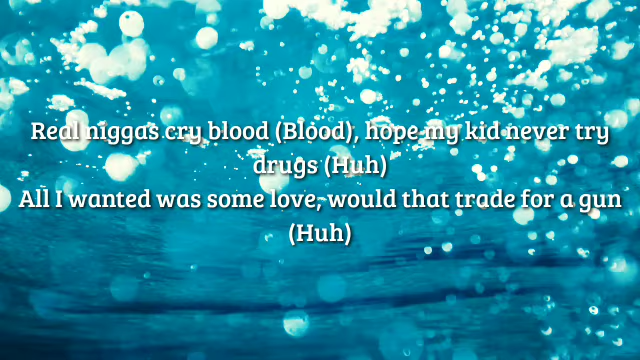 Real niggas cry blood (Blood), hope my kid never try
drugs (Huh)
All I wanted was some love, would that trade for a gun
(Huh)